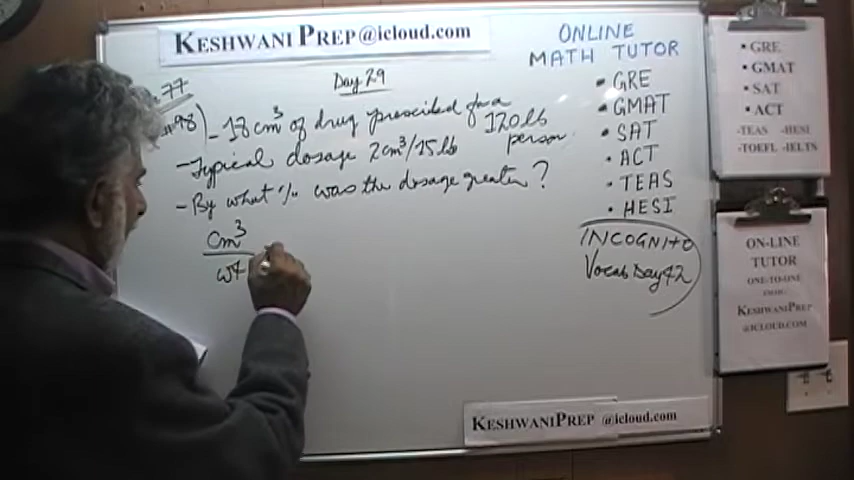 KESHWANI PREP@icloud.com
Day 29
77
98) - 18 cm³ of drug prescribed for a
120 lb
person
- Typical dosage 2 cm³/15 lb
- By what % was the dosage greater?
cm³
wt
ONLINE
MATH TUTOR
• GRE
• GMAT
• SAT
• ACT
• TEAS
• HESI
INCOGNITO
Vocab Day 42
KESHWANIPREP @icloud.com
• GRE
• GMAT
• SAT
• ACT
-TEAS -HESI
-TOEFL -IELTS
ON-LINE
TUTOR
ONE-TO-ONE
KESHWANIPREP
@ICLOUD.COM